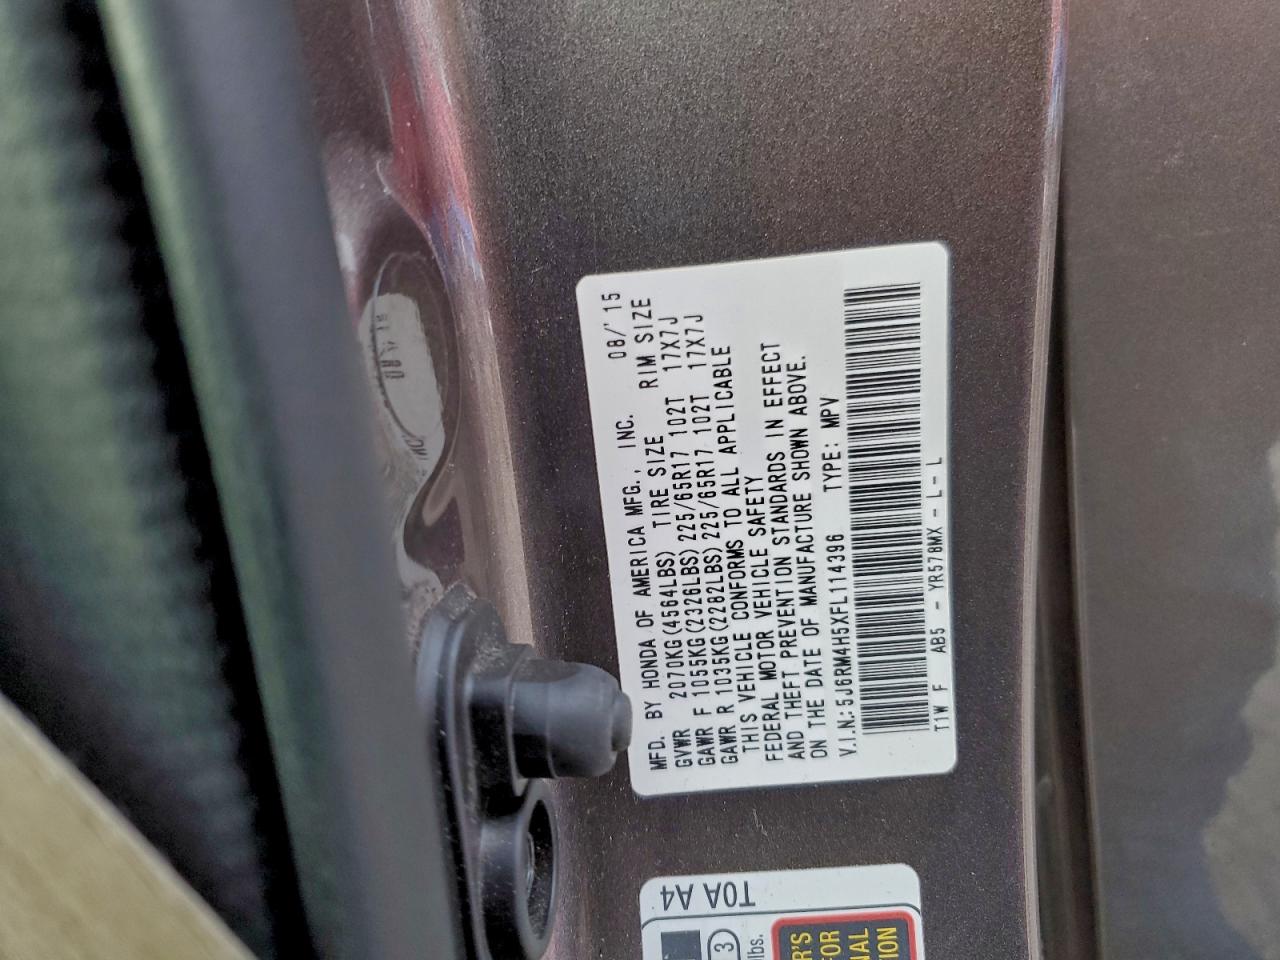 MFD. BY HONDA OF AMERICA MFG., INC. 08/'15
GVWR 2070KG(4564LBS) TIRE SIZE RIM SIZE
GAWR F 1055KG(2326LBS) 225/65R17 102T 17X7J
GAWR R 1035KG(2282LBS) 225/65R17 102T 17X7J
THIS VEHICLE CONFORMS TO ALL APPLICABLE
FEDERAL MOTOR VEHICLE SAFETY
AND THEFT PREVENTION STANDARDS IN EFFECT
ON THE DATE OF MANUFACTURE SHOWN ABOVE.
V.I.N.: 5J6RM4H5XFL114396 TYPE: MPV
T1W F AB5 - YR578MX - L - L
T0A A4
3
lbs.
'S
FOR